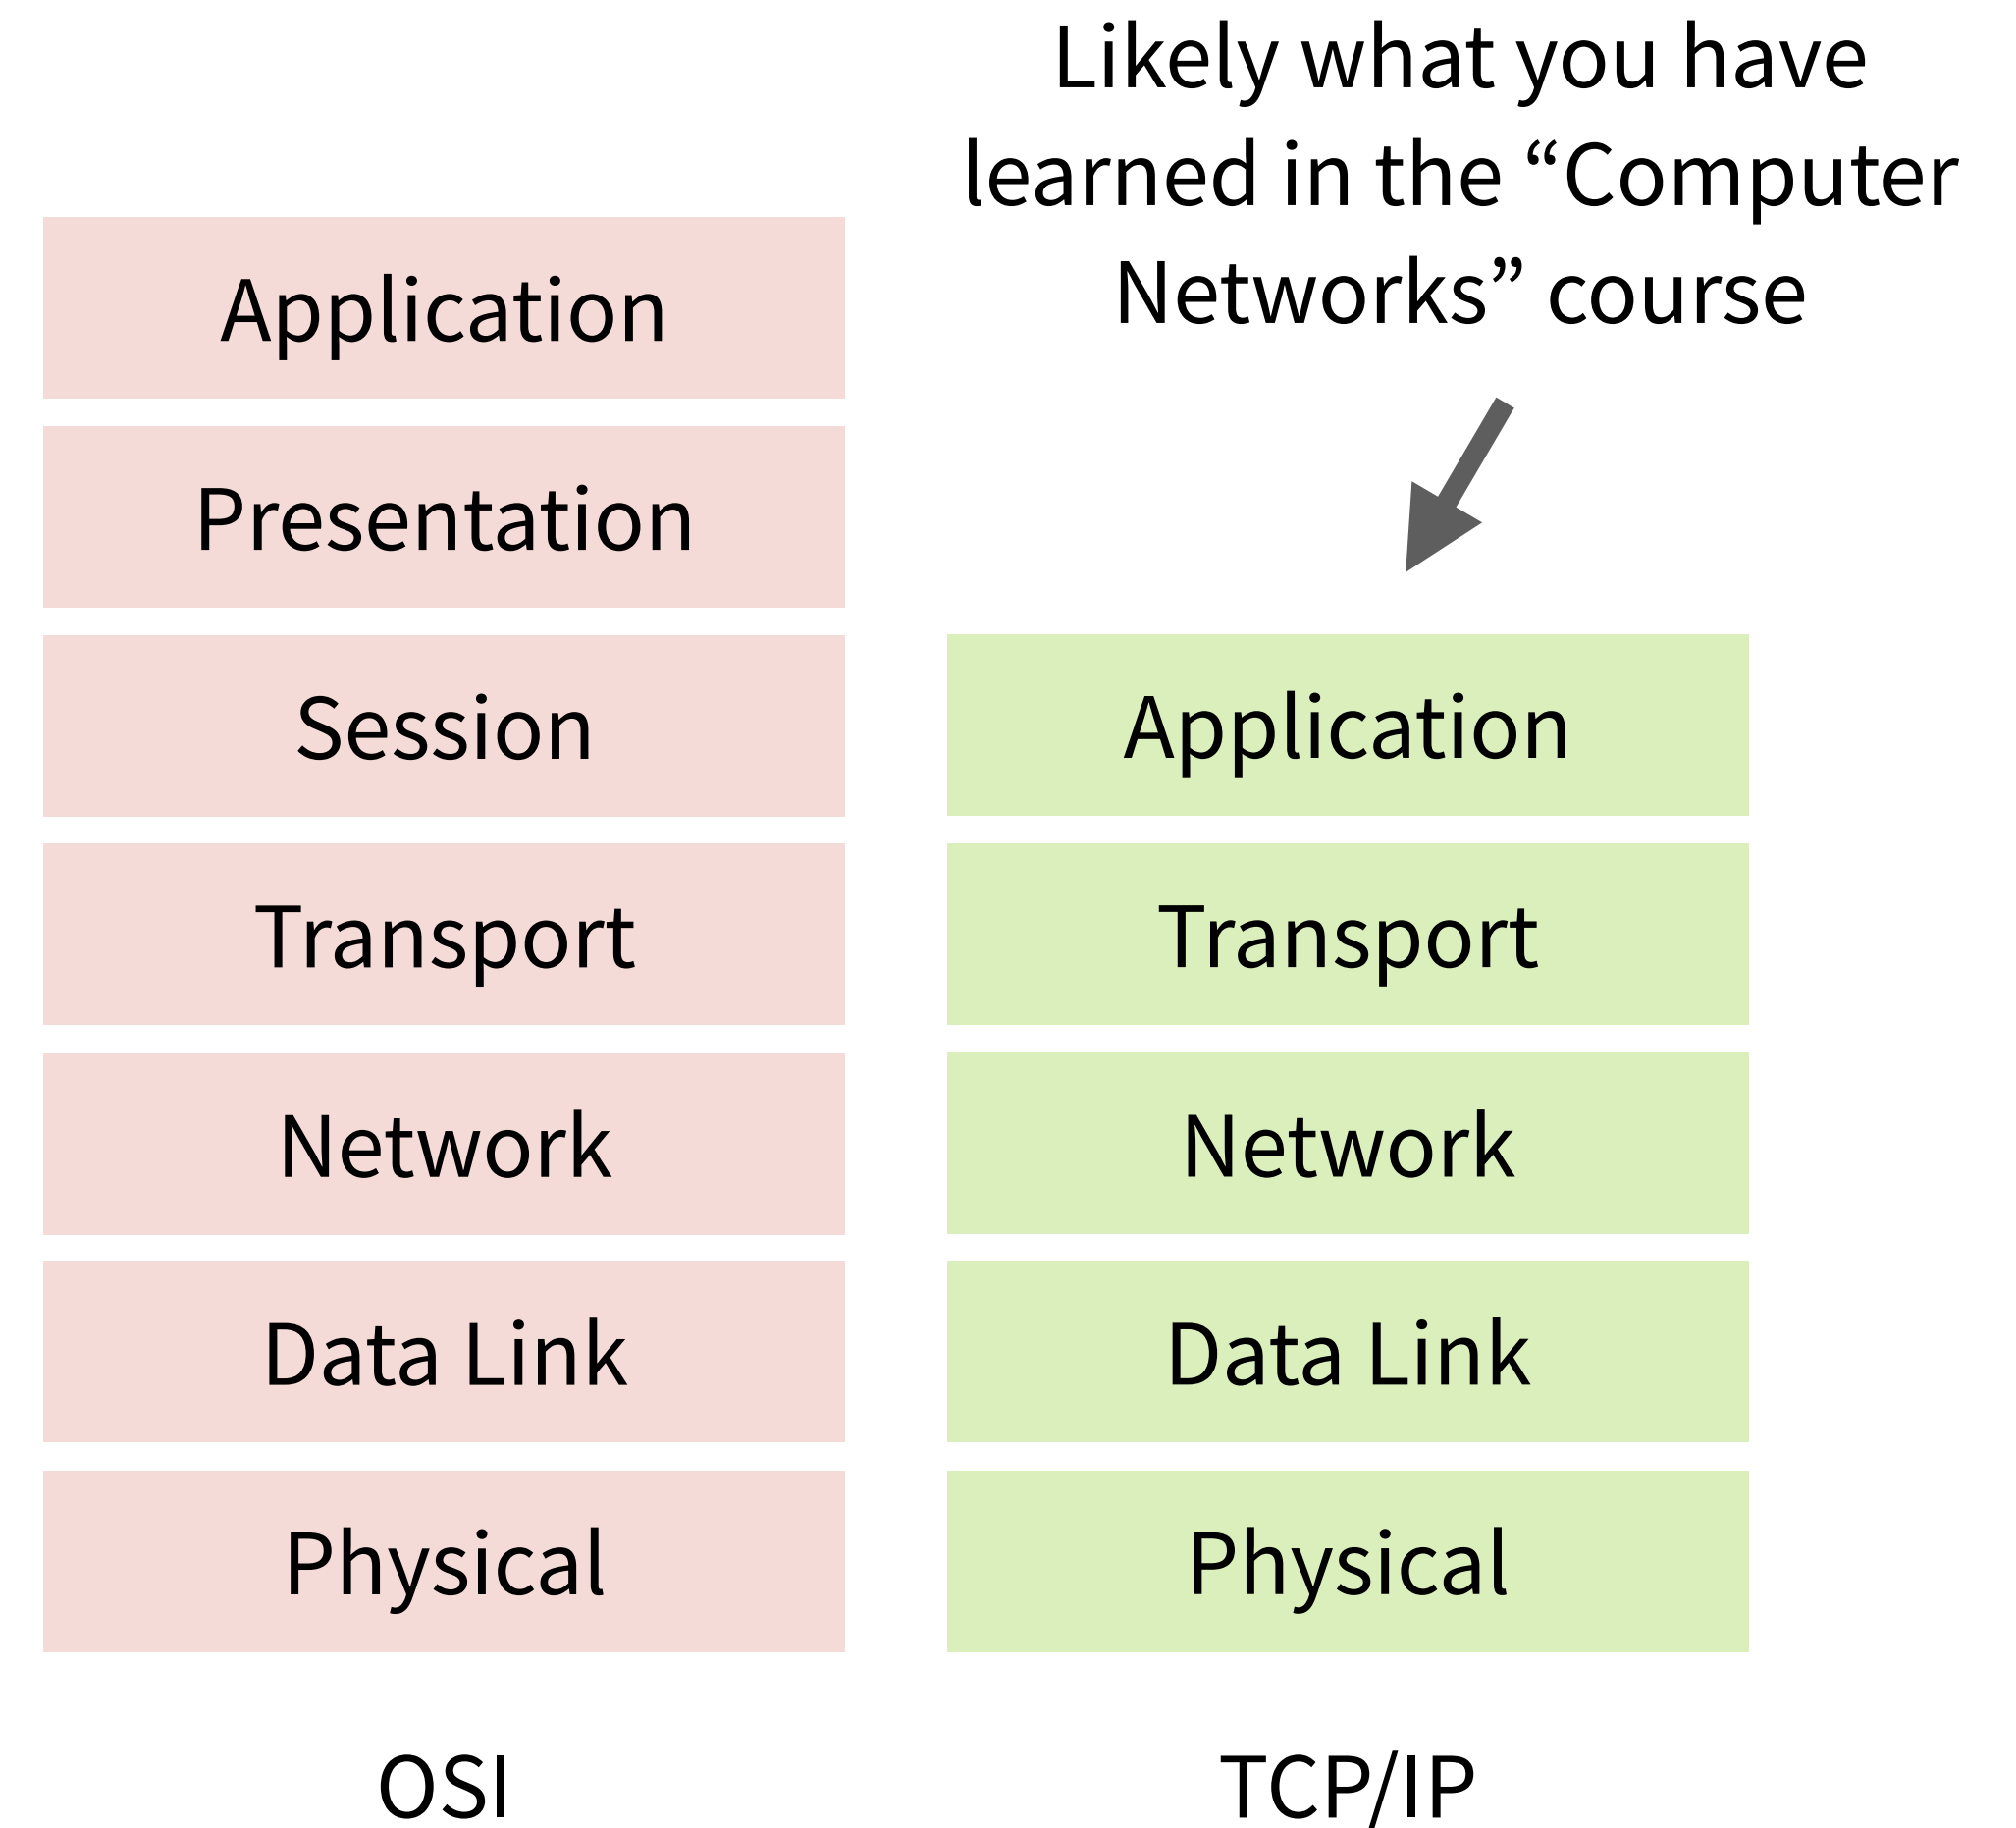 Likely what you have
learned in the “Computer
Networks” course
Application
Presentation
Session
Transport
Network
Data Link
Physical
OSI
Application
Transport
Network
Data Link
Physical
TCP/IP